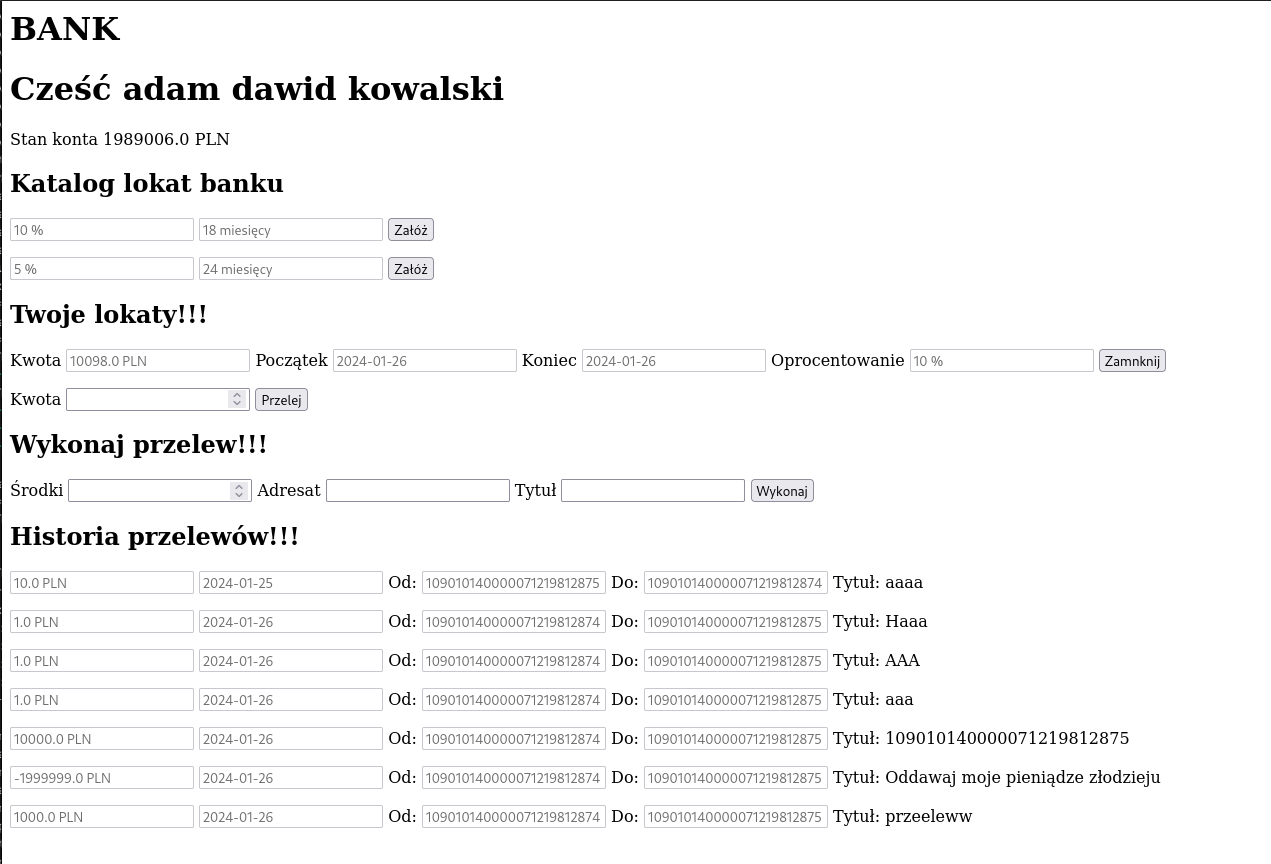 BANK
Cześć adam dawid kowalski
Stan konta 1989006.0 PLN
Katalog lokat banku
10 % 18 miesięcy Załóż
5 % 24 miesięcy Załóż
Twoje lokaty!!!
Kwota 10098.0 PLN Początek 2024-01-26 Koniec 2024-01-26 Oprocentowanie 10 % Zamnknij
Kwota Przelej
Wykonaj przelew!!!
Środki Adresat Tytuł Wykonaj
Historia przelewów!!!
10.0 PLN 2024-01-25 Od: 109010140000071219812875 Do: 109010140000071219812874 Tytuł: aaaa
1.0 PLN 2024-01-26 Od: 109010140000071219812874 Do: 109010140000071219812875 Tytuł: Haaa
1.0 PLN 2024-01-26 Od: 109010140000071219812874 Do: 109010140000071219812875 Tytuł: AAA
1.0 PLN 2024-01-26 Od: 109010140000071219812874 Do: 109010140000071219812875 Tytuł: aaa
10000.0 PLN 2024-01-26 Od: 109010140000071219812874 Do: 109010140000071219812875 Tytuł: 109010140000071219812875
-1999999.0 PLN 2024-01-26 Od: 109010140000071219812874 Do: 109010140000071219812875 Tytuł: Oddawaj moje pieniądze złodzieju
1000.0 PLN 2024-01-26 Od: 109010140000071219812874 Do: 109010140000071219812875 Tytuł: przeeleww